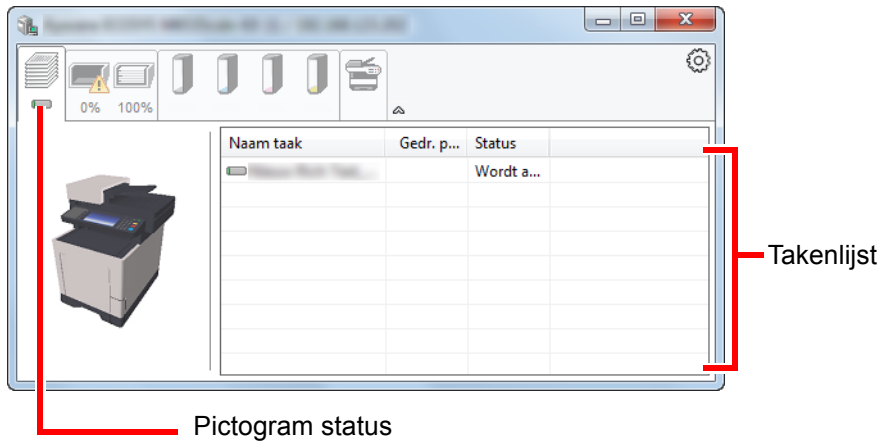 0% 100%
Naam taak Gedr. p... Status
Wordt a...
Takenlijst
Pictogram status